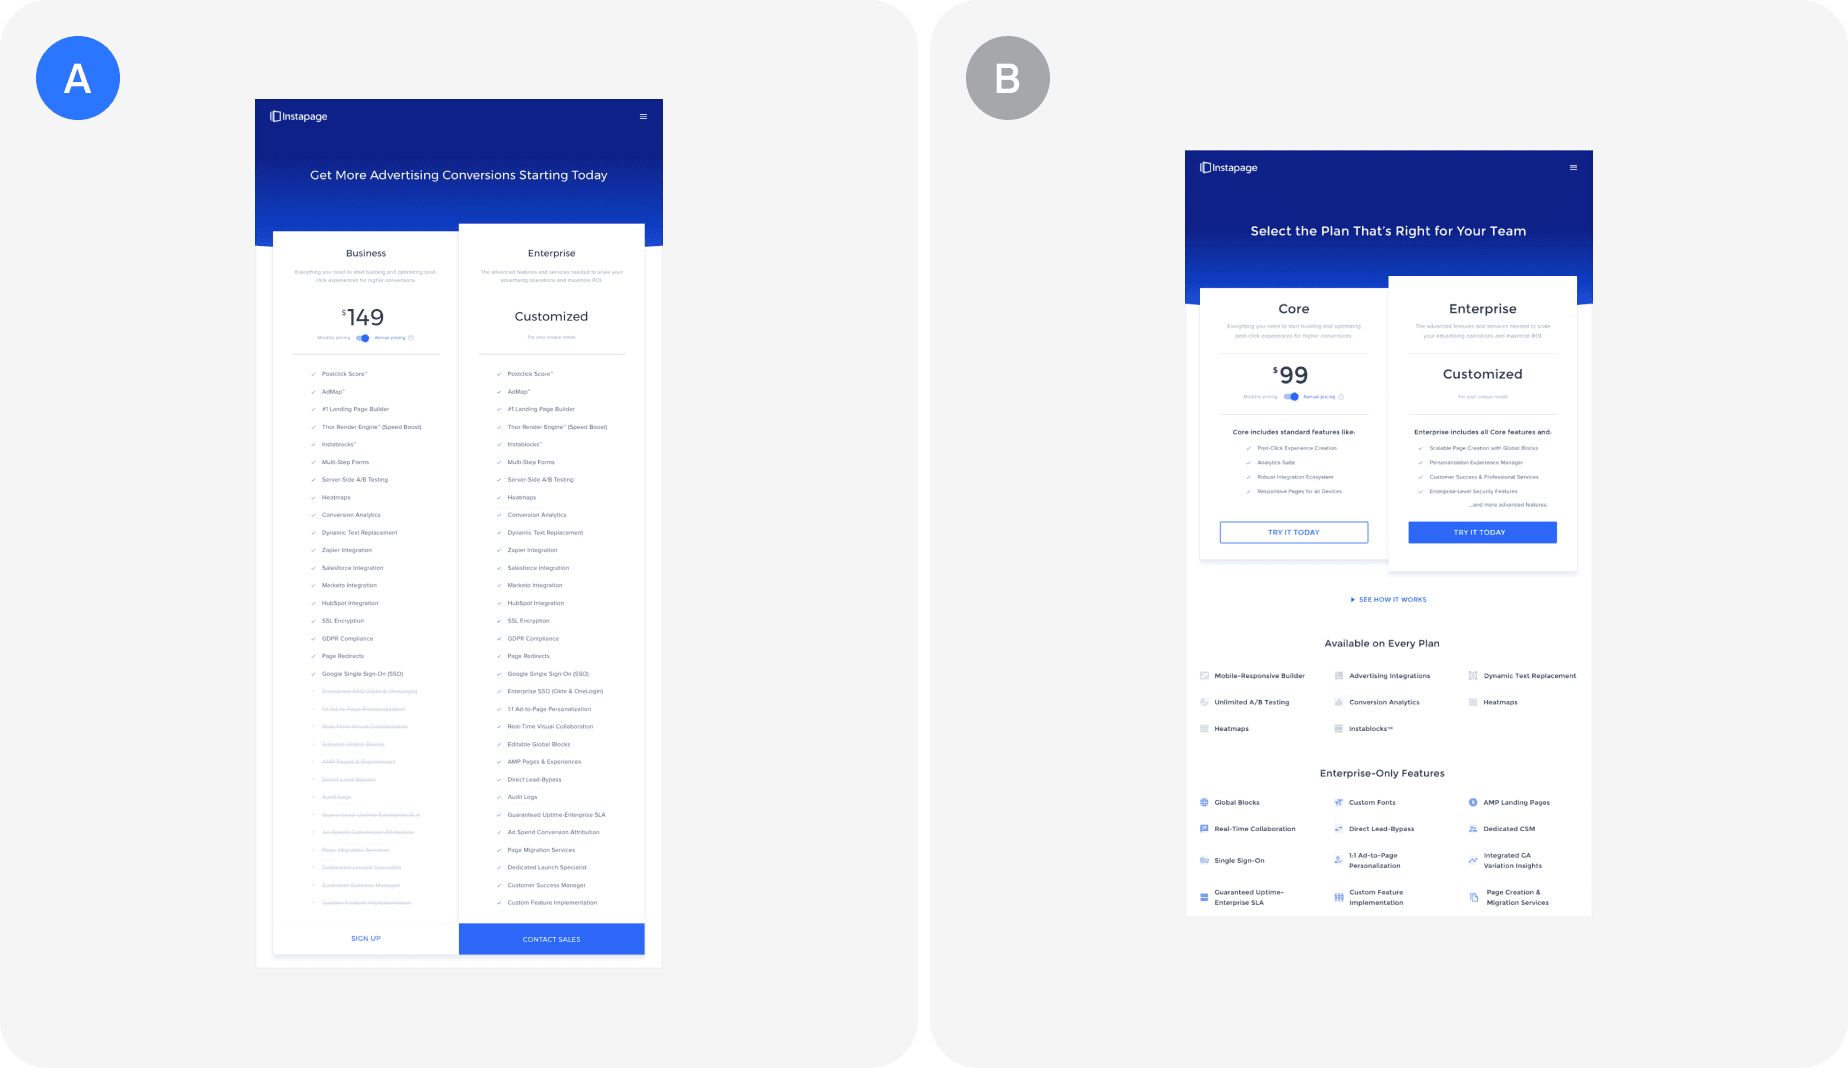 A
Instapage
Get More Advertising Conversions Starting Today
Business
Everything you need to start building and optimizing post-
click experiences for higher conversions.
$149
Monthly pricing Annual pricing
Postclick Score™
AdMap™
#1 Landing Page Builder
Thor Render Engine™ (Speed Boost)
Instablocks™
Multi-Step Forms
Server-Side A/B Testing
Heatmaps
Conversion Analytics
Dynamic Text Replacement
Zapier Integration
Salesforce Integration
Marketo Integration
HubSpot Integration
SSL Encryption
GDPR Compliance
Page Redirects
Google Single Sign-On (SSO)
Enterprise SSO (Okta & OneLogin)
1:1 Ad-to-Page Personalization
Real-Time Visual Collaboration
Editable Global Blocks
AMP Pages & Experiences
Direct Lead Bypass
Audit Logs
Guaranteed Uptime-Enterprise SLA
Ad Spend Conversion Attribution
Page Migration Services
Dedicated Launch Specialist
Customer Success Manager
Custom Feature Implementation
SIGN UP
Enterprise
The advanced features and services needed to scale your
advertising operations and maximize ROI.
Customized
For your unique needs
Postclick Score™
AdMap™
#1 Landing Page Builder
Thor Render Engine™ (Speed Boost)
Instablocks™
Multi-Step Forms
Server-Side A/B Testing
Heatmaps
Conversion Analytics
Dynamic Text Replacement
Zapier Integration
Salesforce Integration
Marketo Integration
HubSpot Integration
SSL Encryption
GDPR Compliance
Page Redirects
Google Single Sign-On (SSO)
Enterprise SSO (Okta & OneLogin)
1:1 Ad-to-Page Personalization
Real-Time Visual Collaboration
Editable Global Blocks
AMP Pages & Experiences
Direct Lead-Bypass
Audit Logs
Guaranteed Uptime-Enterprise SLA
Ad Spend Conversion Attribution
Page Migration Services
Dedicated Launch Specialist
Customer Success Manager
Custom Feature Implementation
CONTACT SALES
B
Instapage
Select the Plan That's Right for Your Team
Core
Everything you need to start building and optimizing
post-click experiences for higher conversions
$99
Monthly pricing Annual pricing
Core includes standard features like:
Post-Click Experience Creation
Analytics Suite
Robust Integration Ecosystem
Responsive Pages for all Devices
TRY IT TODAY
Enterprise
The advanced features and services needed to scale
your advertising operations and maximize ROI.
Customized
For your unique needs
Enterprise includes all Core features and:
Scalable Page Creation with Global Blocks
Personalization Experience Manager
Customer Success & Professional Services
Enterprise-Level Security Features
...and more advanced features.
TRY IT TODAY
SEE HOW IT WORKS
Available on Every Plan
Mobile-Responsive Builder
Advertising Integrations
Dynamic Text Replacement
Unlimited A/B Testing
Conversion Analytics
Heatmaps
Heatmaps
Instablocks™
Enterprise-Only Features
Global Blocks
Custom Fonts
AMP Landing Pages
Real-Time Collaboration
Direct Lead-Bypass
Dedicated CSM
Single Sign-On
1:1 Ad-to-Page
Personalization
Integrated GA
Variation Insights
Guaranteed Uptime-
Enterprise SLA
Custom Feature
Implementation
Page Creation &
Migration Services